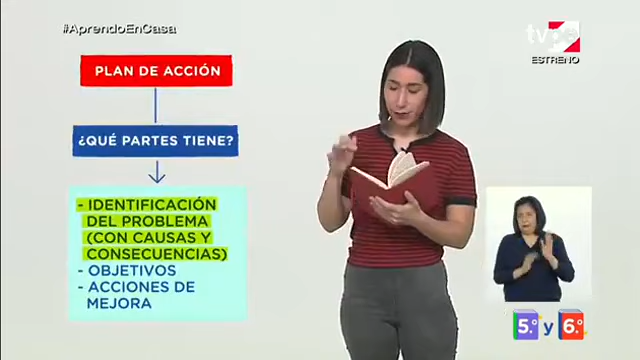 #AprendoEnCasa
tvpe
ESTRENO
PLAN DE ACCIÓN
¿QUÉ PARTES TIENE?
- IDENTIFICACIÓN
DEL PROBLEMA
(CON CAUSAS Y
CONSECUENCIAS)
- OBJETIVOS
- ACCIONES DE
MEJORA
5.° y 6.°